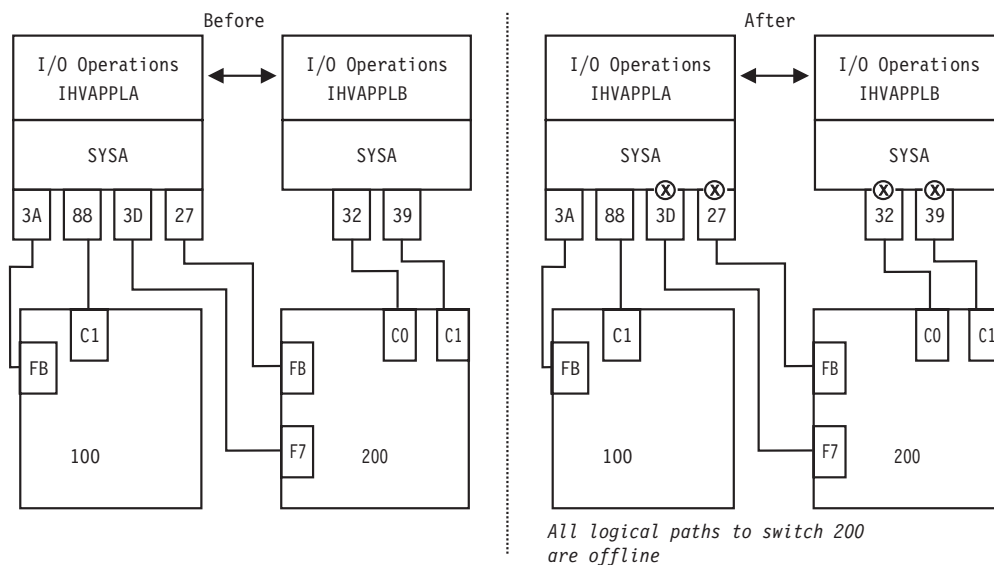 Before
I/O Operations
IHVAPPLA
I/O Operations
IHVAPPLB
SYSA
SYSA
3A
88
3D
27
32
39
C1
C0
C1
FB
FB
F7
100
200
After
I/O Operations
IHVAPPLA
I/O Operations
IHVAPPLB
SYSA
SYSA
X
X
X
X
3A
88
3D
27
32
39
C1
C0
C1
FB
FB
F7
100
200
All logical paths to switch 200
are offline